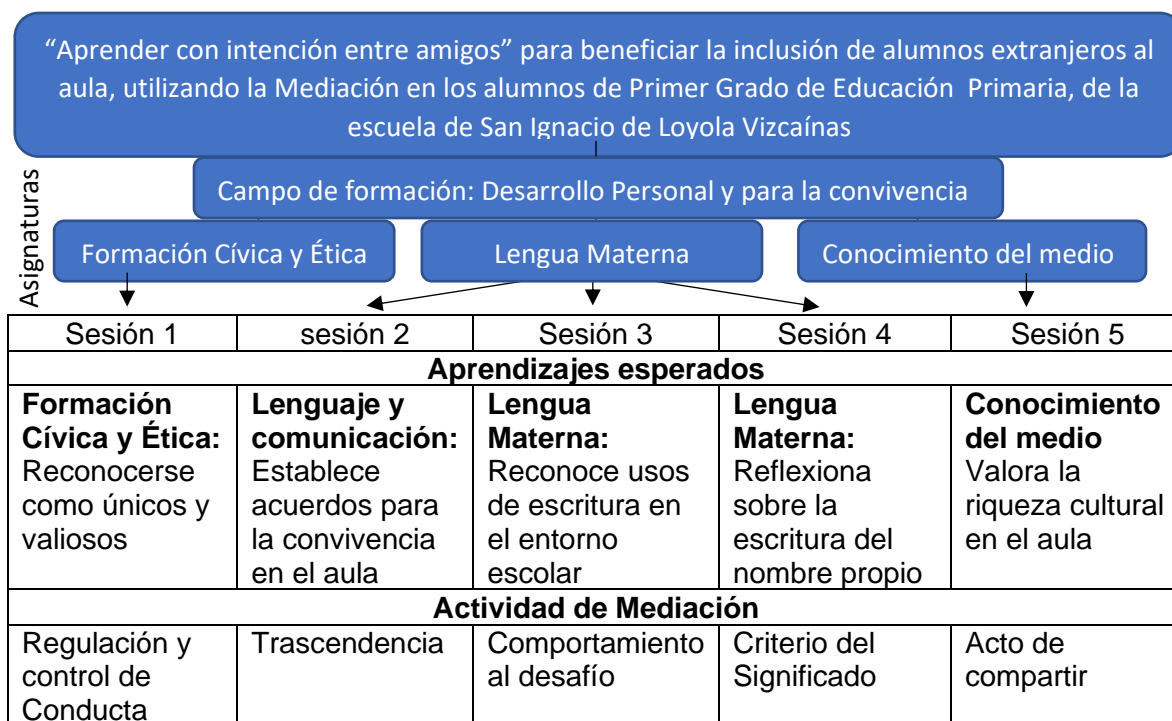 “Aprender con intención entre amigos” para beneficiar la inclusión de alumnos extranjeros al
aula, utilizando la Mediación en los alumnos de Primer Grado de Educación Primaria, de la
escuela de San Ignacio de Loyola Vizcaínas
Asignaturas
Campo de formación: Desarrollo Personal y para la convivencia
Formación Cívica y Ética
Lengua Materna
Conocimiento del medio
Sesión 1
sesión 2
Sesión 3
Sesión 4
Sesión 5
Aprendizajes esperados
Formación
Cívica y Ética:
Reconocerse
como únicos y
valiosos
Lenguaje y
comunicación:
Establece
acuerdos para
la convivencia
en el aula
Lengua
Materna:
Reconoce usos
de escritura en
el entorno
escolar
Lengua
Materna:
Reflexiona
sobre la
escritura del
nombre propio
Conocimiento
del medio
Valora la
riqueza cultural
en el aula
Actividad de Mediación
Regulación y
control de
Conducta
Trascendencia
Comportamiento
al desafío
Criterio del
Significado
Acto de
compartir